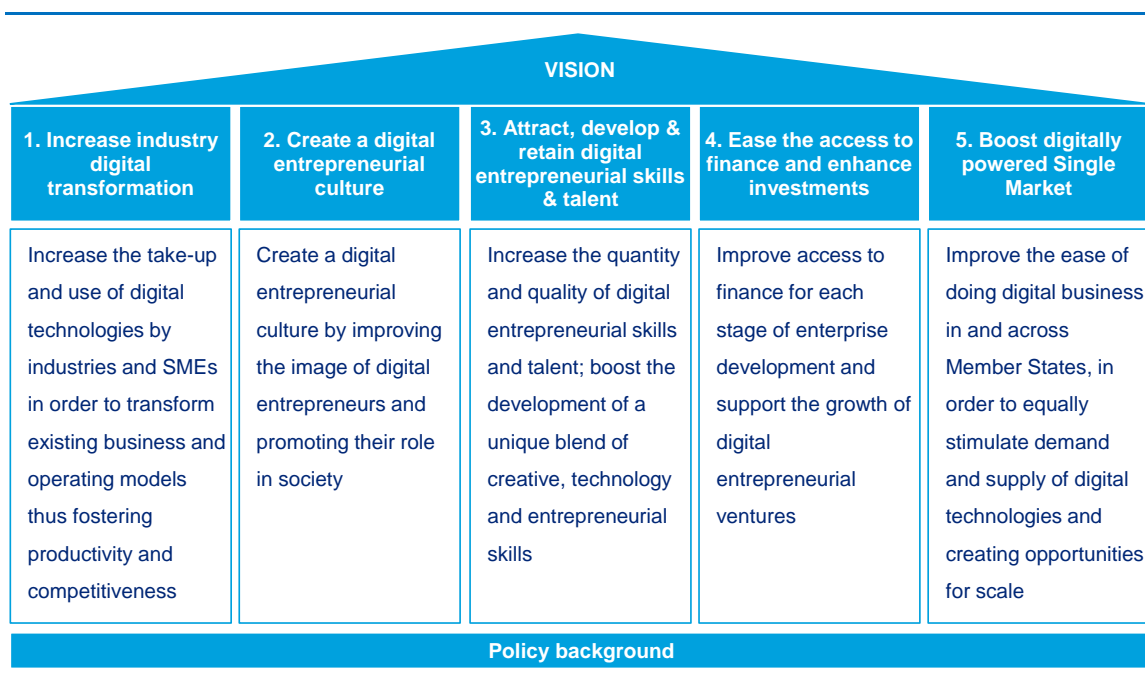 VISION
1. Increase industry
digital
transformation
2. Create a digital
entrepreneurial
culture
3. Attract, develop &
retain digital
entrepreneurial skills
& talent
4. Ease the access to
finance and enhance
investments
5. Boost digitally
powered Single
Market
Increase the take-up
and use of digital
technologies by
industries and SMEs
in order to transform
existing business and
operating models
thus fostering
productivity and
competitiveness
Create a digital
entrepreneurial
culture by improving
the image of digital
entrepreneurs and
promoting their role
in society
Increase the quantity
and quality of digital
entrepreneurial skills
and talent; boost the
development of a
unique blend of
creative, technology
and entrepreneurial
skills
Improve access to
finance for each
stage of enterprise
development and
support the growth of
digital
entrepreneurial
ventures
Improve the ease of
doing digital business
in and across
Member States, in
order to equally
stimulate demand
and supply of digital
technologies and
creating opportunities
for scale
Policy background